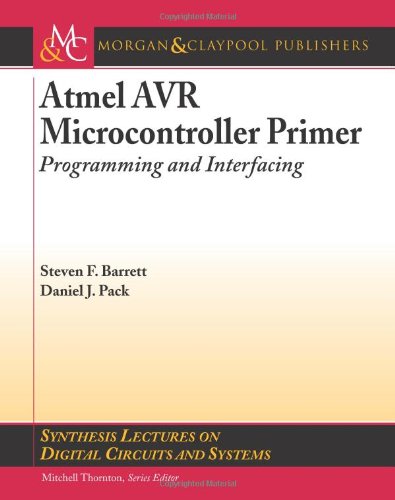 M&C
MORGAN & CLAYPOOL PUBLISHERS
Atmel AVR
Microcontroller Primer
Programming and Interfacing
Steven F. Barrett
Daniel J. Pack
SYNTHESIS LECTURES ON
DIGITAL CIRCUITS AND SYSTEMS
Mitchell Thornton, Series Editor